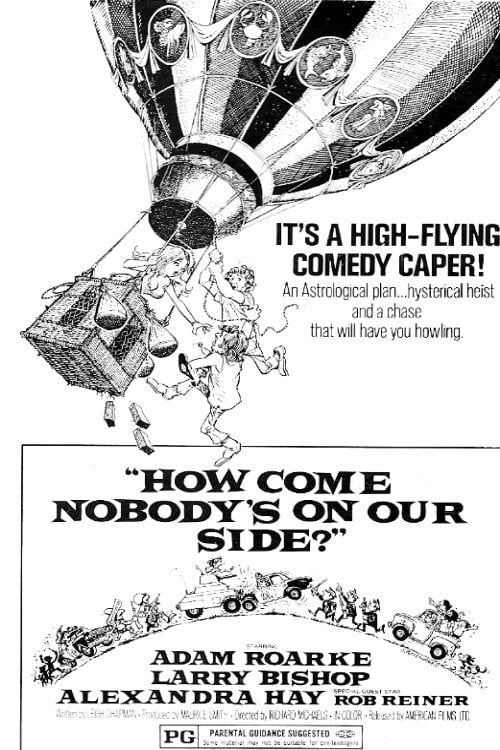 IT'S A HIGH-FLYING
COMEDY CAPER!
An Astrological plan...hysterical heist
and a chase
that will have you howling.
"HOW COME
NOBODY'S ON OUR
SIDE?"
STARRING
ADAM ROARKE
LARRY BISHOP
ALEXANDRA HAY SPECIAL GUEST STAR ROB REINER
Written by LEIGH CHAPMAN • Produced by MAURICE SMITH • Directed by RICHARD MICHAELS • IN COLOR • Released by AMERICAN FILMS LTD.
PG PARENTAL GUIDANCE SUGGESTED
Some material may not be suitable for pre-teenagers